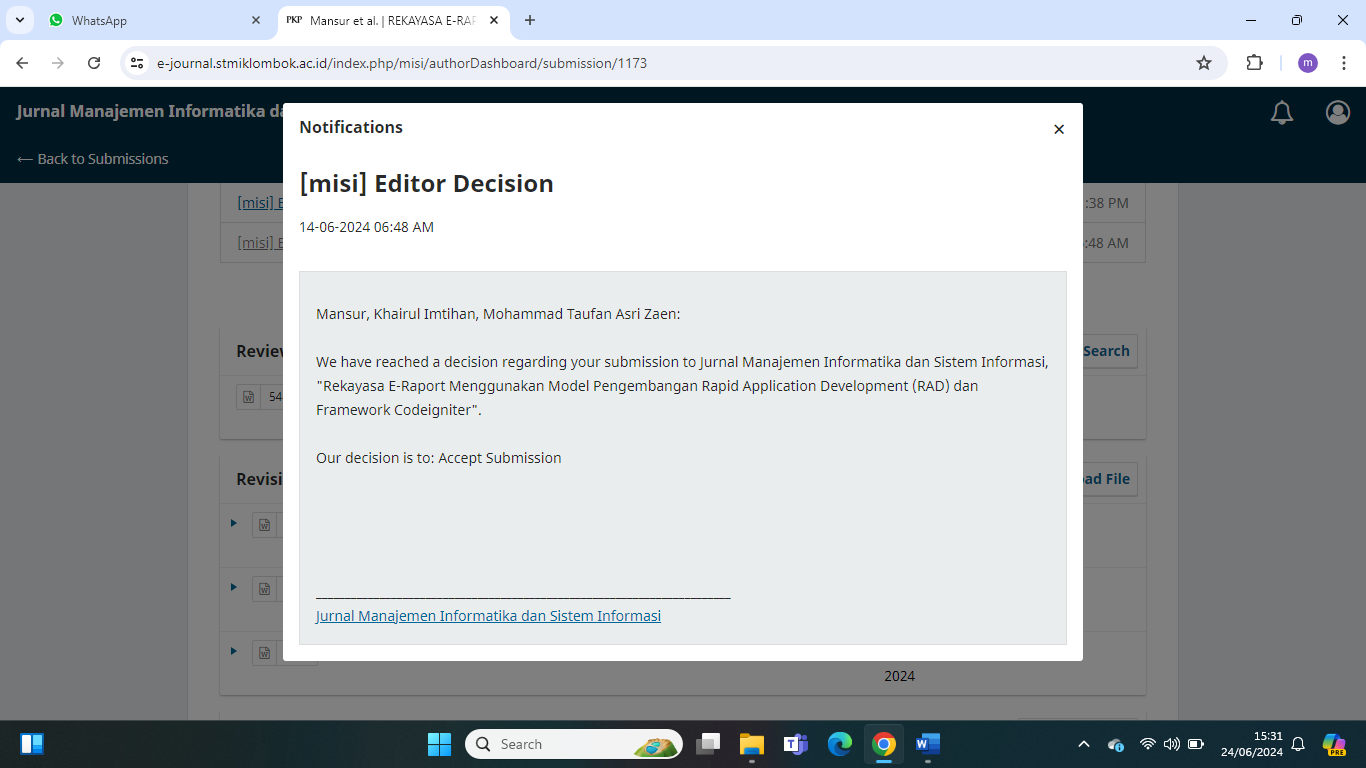 WhatsApp
PKP Mansur et al. | REKAYASA E-RAP
e-journal.stmiklombok.ac.id/index.php/misi/authorDashboard/submission/1173
m
Jurnal Manajemen Informatika da
← Back to Submissions
Notifications
[misi] Editor Decision
14-06-2024 06:48 AM
[misi] E
:38 PM
[misi] E
:48 AM
Mansur, Khairul Imtihan, Mohammad Taufan Asri Zaen:
We have reached a decision regarding your submission to Jurnal Manajemen Informatika dan Sistem Informasi,
"Rekayasa E-Raport Menggunakan Model Pengembangan Rapid Application Development (RAD) dan
Framework Codeigniter".
Our decision is to: Accept Submission
Review
Search
54
Revisi
ad File
Jurnal Manajemen Informatika dan Sistem Informasi
2024
Search
15:31
24/06/2024
PRE